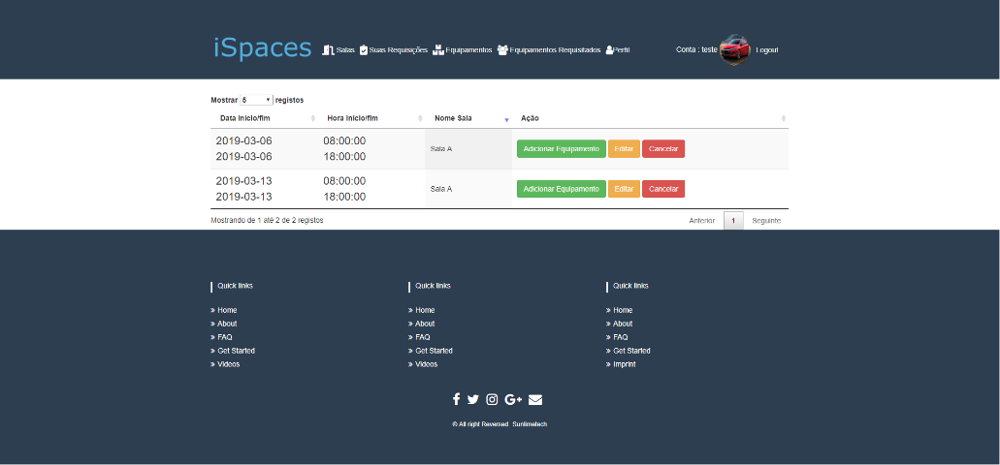 iSpaces
Salas Suas Requisições Equipamentos Equipamentos Requisitados Perfil
Conta : teste Logout
Mostrar 5 registos
Data Inicio/fim Hora Inicio/fim Nome Sala Ação
2019-03-06 08:00:00
2019-03-06 18:00:00
Sala A Adicionar Equipamento Editar Cancelar
2019-03-13 08:00:00
2019-03-13 18:00:00
Sala A Adicionar Equipamento Editar Cancelar
Mostrando de 1 até 2 de 2 registos
Anterior 1 Seguinte
Quick links
Home
About
FAQ
Get Started
Videos
Quick links
Home
About
FAQ
Get Started
Videos
Quick links
Home
About
FAQ
Get Started
Imprint
© All right Reversed. Sunlimetech